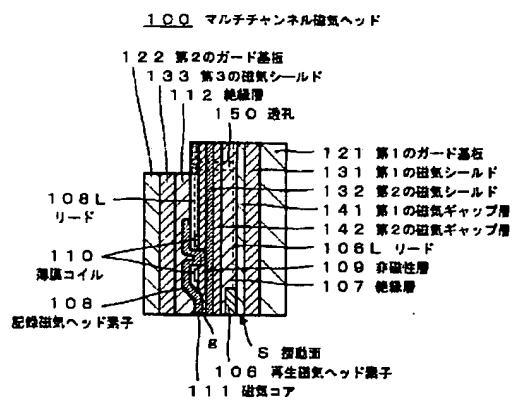 100 マルチチャンネル磁気ヘッド
122 第2のガード基板
133 第3の磁気シールド
112 絶縁層
150 透孔
121 第1のガード基板
131 第1の磁気シールド
132 第2の磁気シールド
141 第1の磁気ギャップ層
142 第2の磁気ギャップ層
106L リード
109 非磁性層
107 絶縁層
108L
リード
110
薄膜コイル
108
記録磁気ヘッド素子
g
S 摺動面
106 再生磁気ヘッド素子
111 磁気コア